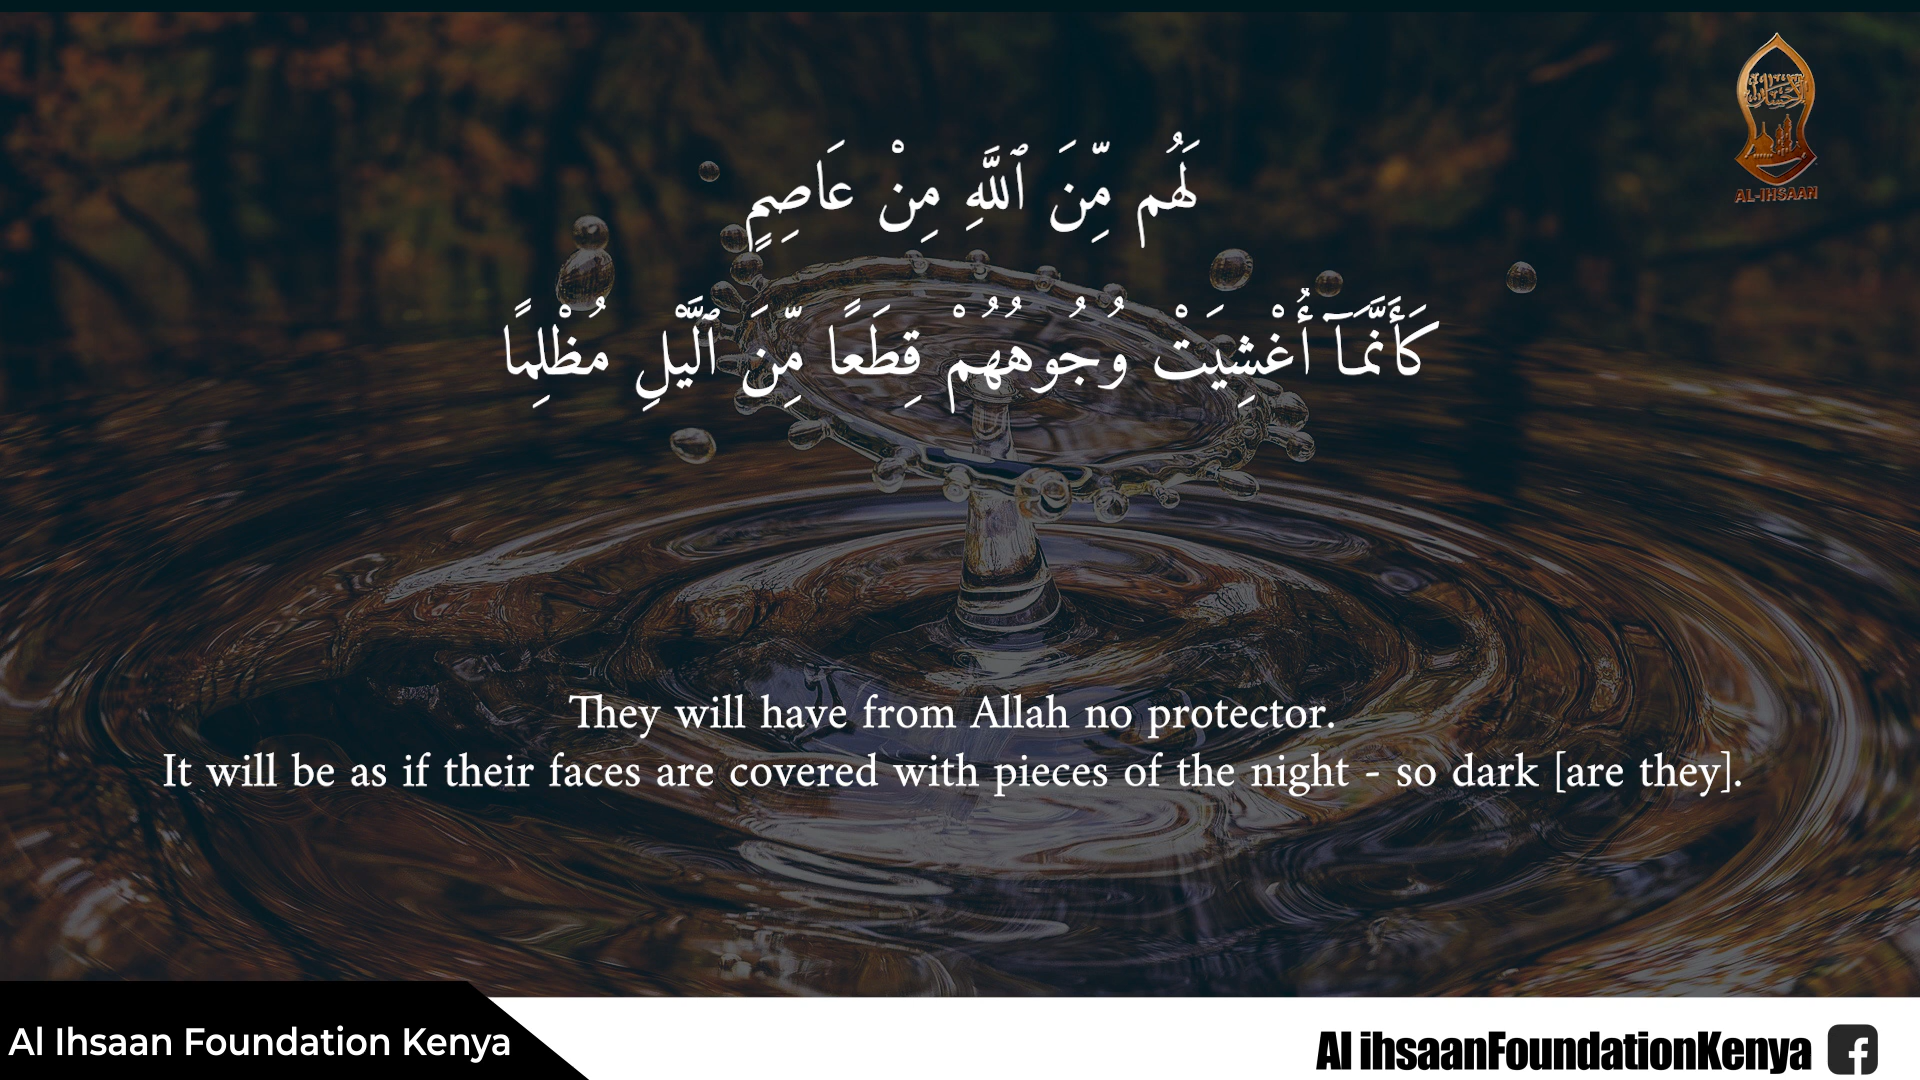 لَهُم مِّنَ ٱللَّهِ مِنْ عَاصِمٍ
كَأَنَّمَآ أُغْشِيَتْ وُجُوهُهُمْ قِطَعًا مِّنَ ٱلَّيْلِ مُظْلِمًا
They will have from Allah no protector.
It will be as if their faces are covered with pieces of the night - so dark [are they].
الإحسان
AL-IHSAAN
Al Ihsaan Foundation Kenya
Al ihsaanFoundationKenya